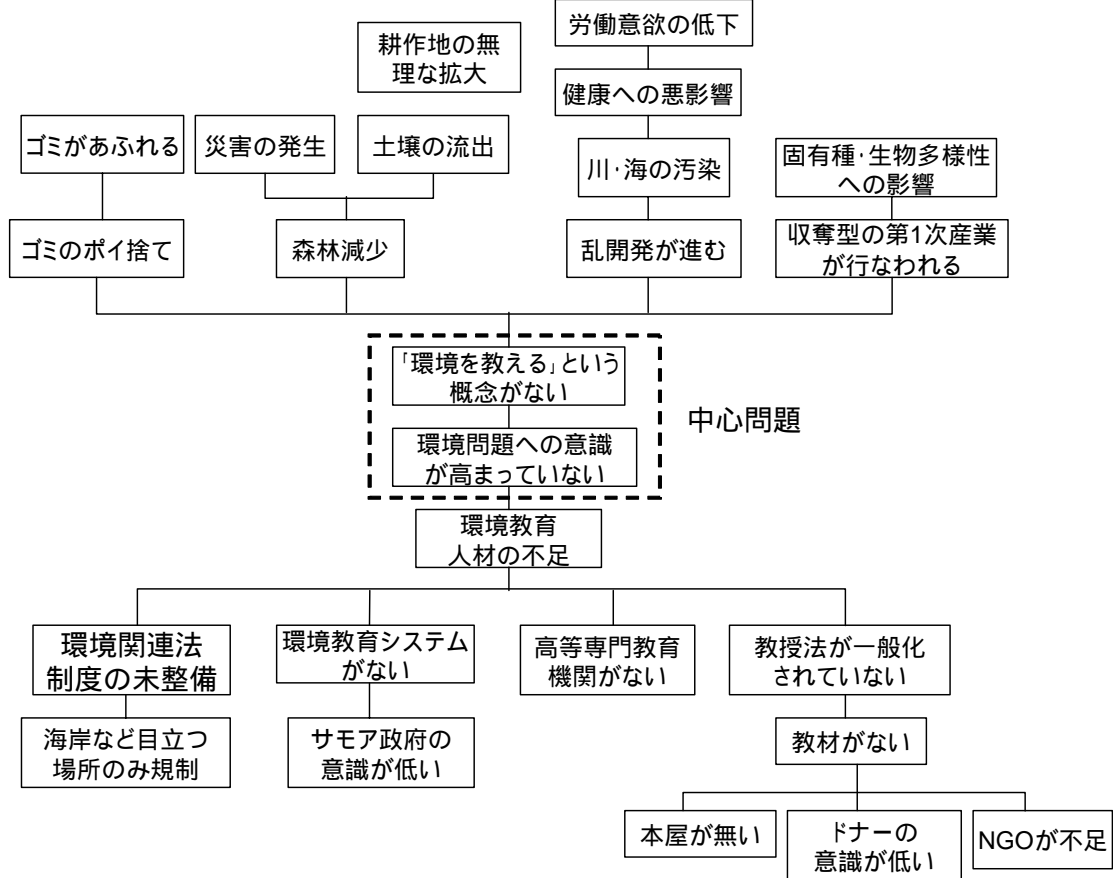 労働意欲の低下
耕作地の無
理な拡大
健康への悪影響
ゴミがあふれる
災害の発生
土壌の流出
川・海の汚染
固有種・生物多様性
への影響
ゴミのポイ捨て
森林減少
乱開発が進む
収奪型の第1次産業
が行なわれる
「環境を教える」という
概念がない
中心問題
環境問題への意識
が高まっていない
環境教育
人材の不足
環境関連法
制度の未整備
環境教育システム
がない
高等専門教育
機関がない
教授法が一般化
されていない
海岸など目立つ
場所のみ規制
サモア政府の
意識が低い
教材がない
本屋が無い
ドナーの
意識が低い
NGOが不足